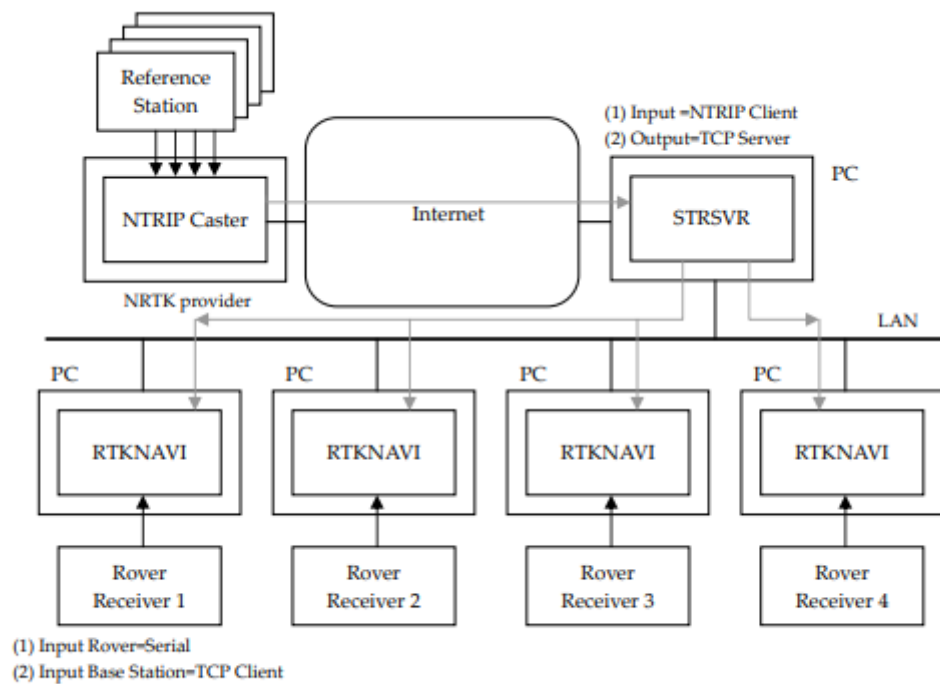 Reference
Station
(1) Input =NTRIP Client
(2) Output=TCP Server
PC
NTRIP Caster
Internet
STRSVR
NRTK provider
LAN
PC
PC
PC
PC
RTKNAVI
RTKNAVI
RTKNAVI
RTKNAVI
Rover
Receiver 1
Rover
Receiver 2
Rover
Receiver 3
Rover
Receiver 4
(1) Input Rover=Serial
(2) Input Base Station=TCP Client